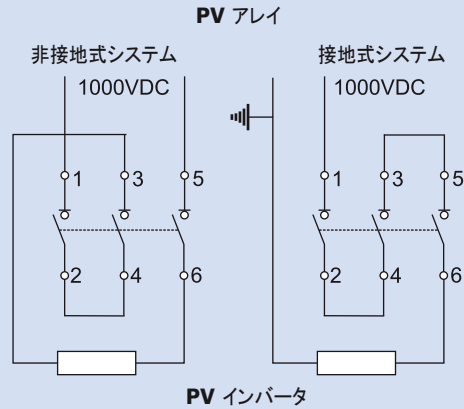 PV アレイ
非接地式システム
1000VDC
1 3 5
2 4 6
接地式システム
1000VDC
1 3 5
2 4 6
PV インバータ